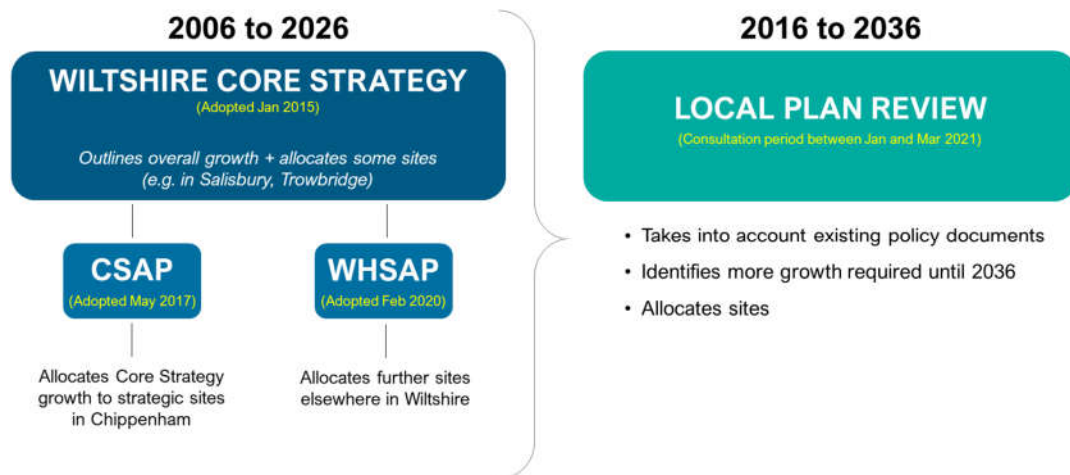 2006 to 2026
WILTSHIRE CORE STRATEGY
(Adopted Jan 2015)
Outlines overall growth + allocates some sites
(e.g. in Salisbury, Trowbridge)
CSAP
(Adopted May 2017)
Allocates Core Strategy
growth to strategic sites
in Chippenham
WHSAP
(Adopted Feb 2020)
Allocates further sites
elsewhere in Wiltshire
2016 to 2036
LOCAL PLAN REVIEW
(Consultation period between Jan and Mar 2021)
• Takes into account existing policy documents
• Identifies more growth required until 2036
• Allocates sites